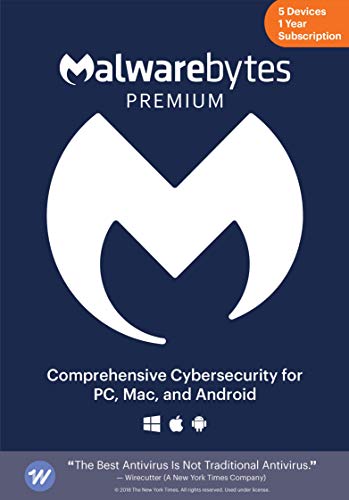 5 Devices
1 Year
Subscription
Malwarebytes
PREMIUM
Comprehensive Cybersecurity for
PC, Mac, and Android
W
“The Best Antivirus Is Not Traditional Antivirus.”
— Wirecutter (A New York Times Company)
© 2018 The New York Times. All rights reserved. Used under license.